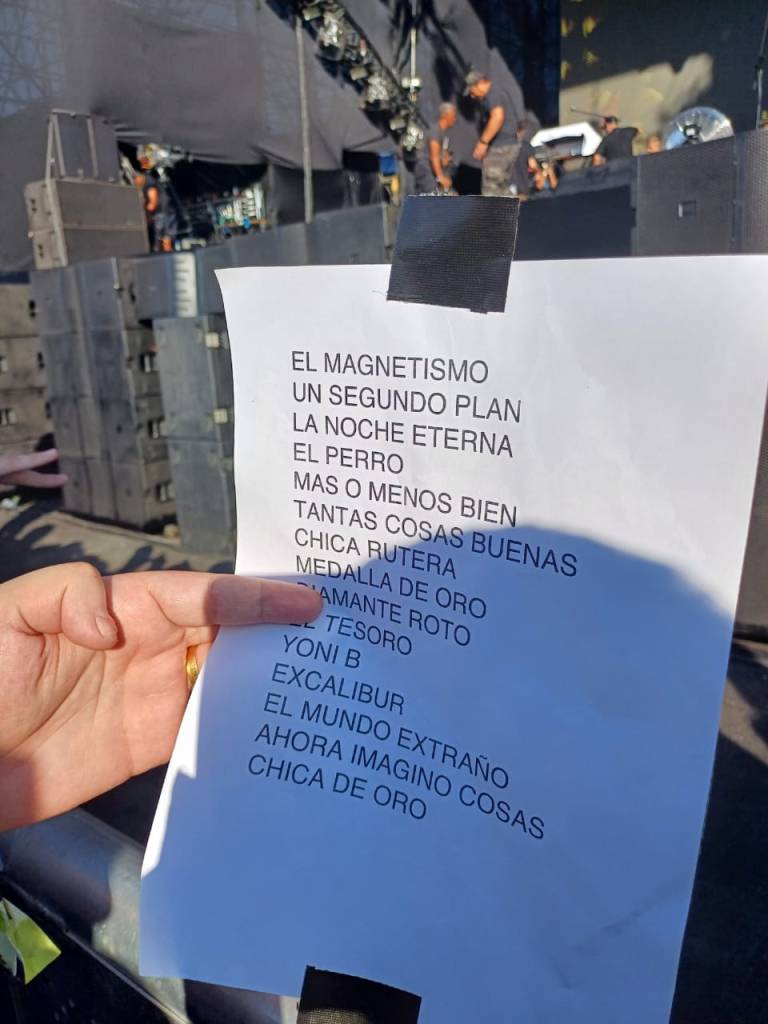 EL MAGNETISMO
UN SEGUNDO PLAN
LA NOCHE ETERNA
EL PERRO
MAS O MENOS BIEN
TANTAS COSAS BUENAS
CHICA RUTERA
MEDALLA DE ORO
DIAMANTE ROTO
EL TESORO
YONI B
EXCALIBUR
EL MUNDO EXTRAÑO
AHORA IMAGINO COSAS
CHICA DE ORO